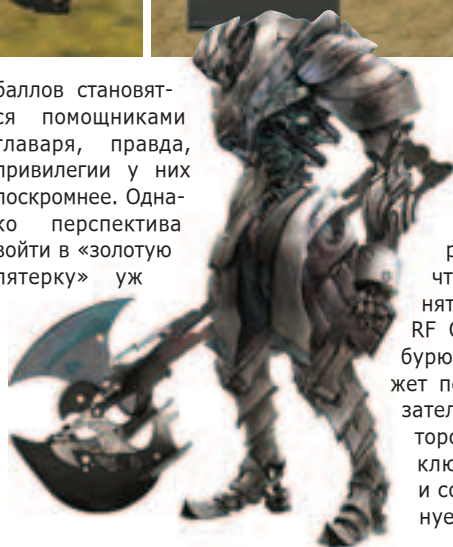 баллов становят-
ся помощниками
главаря, правда,
привилегии у них
поскромнее. Одна-
ко перспектива
войти в «золотую
пятерку» уж
р
чт
нят
RF
бурю
жет по
зател
торо
клю
и со
нуе